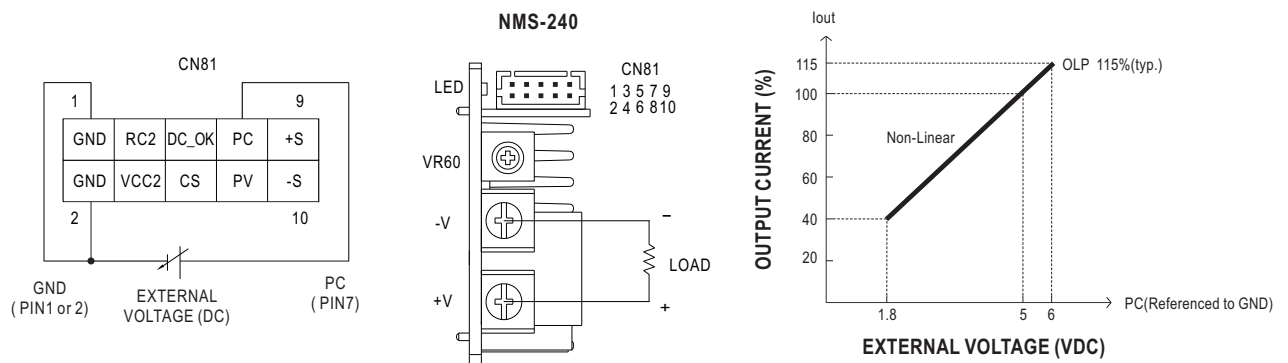 NMS-240
CN81
1 9
GND RC2 DC_OK PC +S
GND VCC2 CS PV -S
2 10
GND
( PIN1 or 2)
EXTERNAL
VOLTAGE (DC)
PC
( PIN7)
LED
CN81
1 3 5 7 9
2 4 6 8 10
VR60
-V
+V
−
LOAD
+
Iout
OUTPUT CURRENT (%)
115
100
80
60
40
20
OLP 115%(typ.)
Non-Linear
1.8 5 6
PC(Referenced to GND)
EXTERNAL VOLTAGE (VDC)